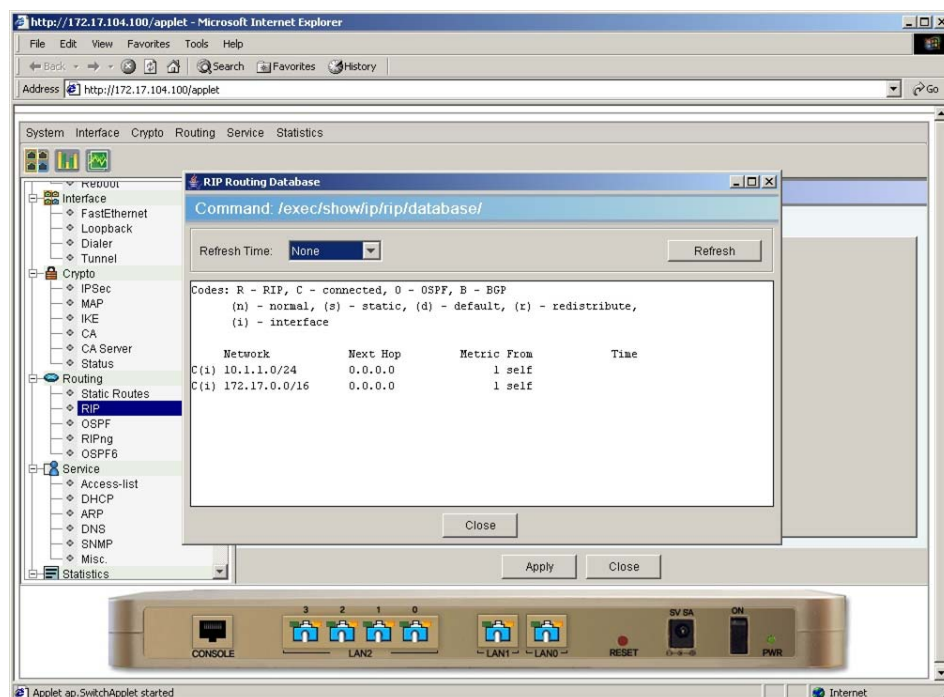 http://172.17.104.100/applet - Microsoft Internet Explorer
File Edit View Favorites Tools Help
Back Search Favorites History
Address http://172.17.104.100/applet Go
System Interface Crypto Routing Service Statistics
Reboot
Interface
FastEthernet
Loopback
Dialer
Tunnel
Crypto
IPSec
MAP
IKE
CA
CA Server
Status
Routing
Static Routes
RIP
OSPF
RIPng
OSPF6
Service
Access-list
DHCP
ARP
DNS
SNMP
Misc.
Statistics
RIP Routing Database
Command: /exec/show/ip/rip/database/
Refresh Time: None Refresh
Codes: R - RIP, C - connected, O - OSPF, B - BGP
(n) - normal, (s) - static, (d) - default, (r) - redistribute,
(i) - interface
Network Next Hop Metric From Time
C(i) 10.1.1.0/24 0.0.0.0 1 self
C(i) 172.17.0.0/16 0.0.0.0 1 self
Close
Apply Close
3 2 1 0
CONSOLE LAN2 LAN1 LAN0 RESET 5V 5A ON PWR
Applet ap.SwitchApplet started Internet